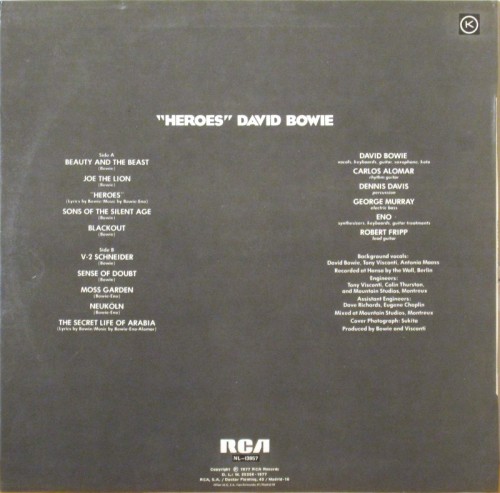 K
"HEROES" DAVID BOWIE
Side A
BEAUTY AND THE BEAST
(Bowie)
JOE THE LION
(Bowie)
"HEROES"
(Lyrics by Bowie-Music by Bowie-Eno)
SONS OF THE SILENT AGE
(Bowie)
BLACKOUT
(Bowie)
Side B
V-2 SCHNEIDER
(Bowie)
SENSE OF DOUBT
(Bowie)
MOSS GARDEN
(Bowie-Eno)
NEUKOLN
(Bowie-Eno)
THE SECRET LIFE OF ARABIA
(Lyrics by Bowie-Music by Bowie-Eno-Alomar)
DAVID BOWIE
vocals, keyboards, guitar, saxophone, koto
CARLOS ALOMAR
rhythm guitar
DENNIS DAVIS
percussion
GEORGE MURRAY
electric bass
ENO
synthesizers, keyboards, guitar treatments
ROBERT FRIPP
lead guitar
Background vocals:
David Bowie, Tony Visconti, Antonia Maass
Recorded at Hansa by the Wall, Berlin
Engineers:
Tony Visconti, Colin Thurston,
and Mountain Studios, Montreux
Assistant Engineers:
Dave Richards, Eugene Chaplin
Mixed at Mountain Studios, Montreux
Cover Photograph: Sukita
Produced by Bowie and Visconti
RCA
NL-13857
Copyright Ⓟ 1977 RCA Records
RCA, S.A. / Doctor Fleming, 43 / Madrid-16